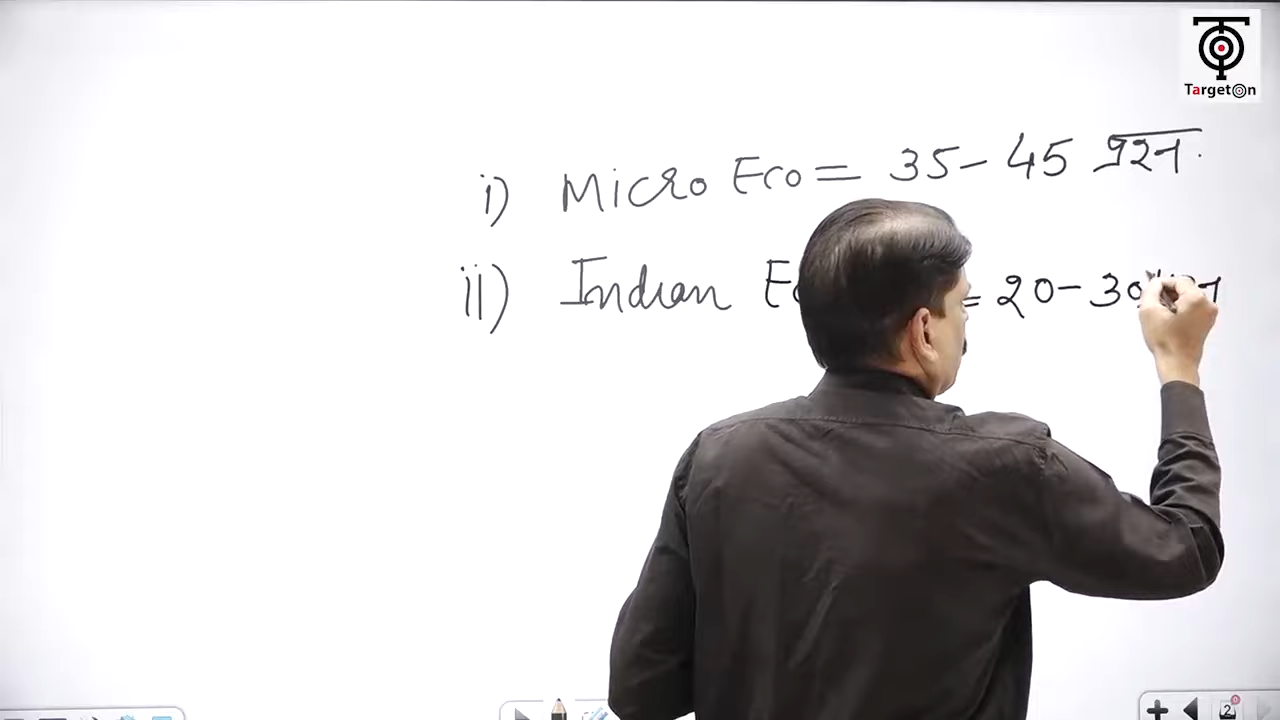 TargetOn
i) Micro Eco = 35-45 प्रश्न.
ii) Indian = 20-30